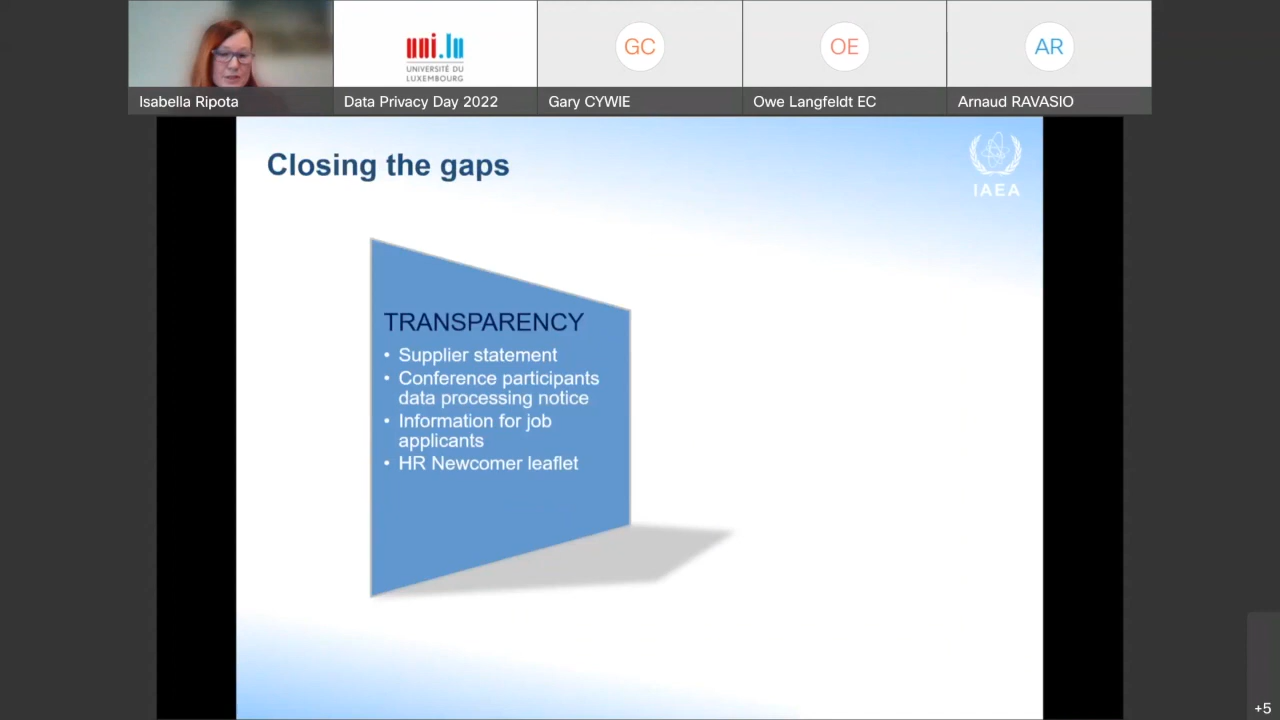 uni.lu
UNIVERSITÉ DU
LUXEMBOURG
GC
OE
AR
Isabella Ripota
Data Privacy Day 2022
Gary CYWIE
Owe Langfeldt EC
Arnaud RAVASIO
Closing the gaps
IAEA
TRANSPARENCY
• Supplier statement
• Conference participants
data processing notice
• Information for job
applicants
• HR Newcomer leaflet
+5